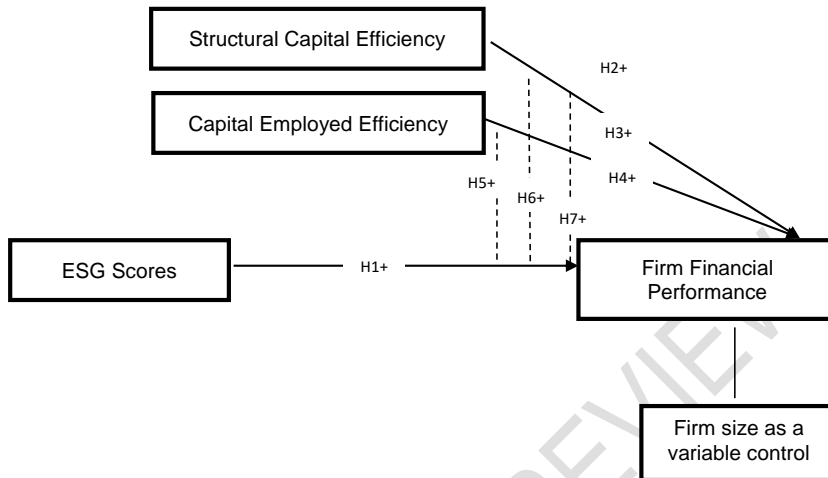 Structural Capital Efficiency
H2+
Capital Employed Efficiency
H3+
H4+
H5+
H6+
H7+
ESG Scores
H1+
Firm Financial
Performance
Firm size as a
variable control
REVIEW